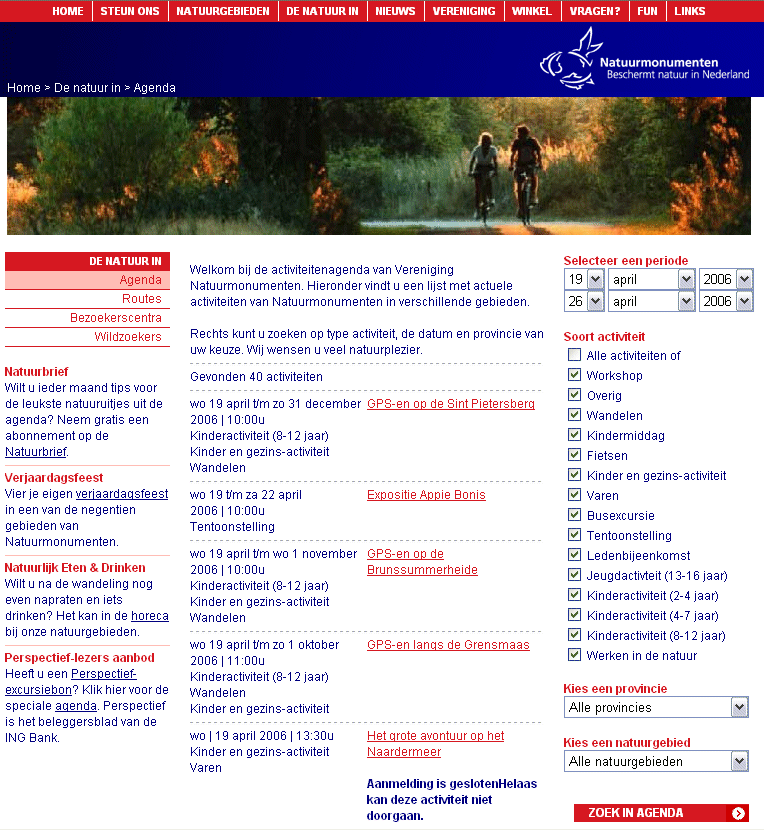 HOME STEUN ONS NATUURGEBIEDEN DE NATUUR IN NIEUWS VERENIGING WINKEL VRAGEN? FUN LINKS
Natuurmonumenten
Beschermt natuur in Nederland
Home > De natuur in > Agenda
DE NATUUR IN
Agenda
Routes
Bezoekerscentra
Wildzoekers
Natuurbrief
Wilt u ieder maand tips voor
de leukste natuuruitjes uit de
agenda? Neem gratis een
abonnement op de
Natuurbrief.
Verjaardagsfeest
Vier je eigen verjaardagsfeest
in een van de negentien
gebieden van
Natuurmonumenten.
Natuurlijk Eten & Drinken
Wilt u na de wandeling nog
even napraten en iets
drinken? Het kan in de horeca
bij onze natuurgebieden.
Perspectief-lezers aanbod
Heeft u een Perspectief-
excursiebon? Klik hier voor de
speciale agenda. Perspectief
is het beleggersblad van de
ING Bank.
Welkom bij de activiteitenagenda van Vereniging
Natuurmonumenten. Hieronder vindt u een lijst met actuele
activiteiten van Natuurmonumenten in verschillende gebieden.
Rechts kunt u zoeken op type activiteit, de datum en provincie van
uw keuze. Wij wensen u veel natuurplezier.
Gevonden 40 activiteiten
wo 19 april t/m zo 31 december GPS-en op de Sint Pietersberg
2006 | 10:00u
Kinderactiviteit (8-12 jaar)
Kinder en gezins-activiteit
Wandelen
wo 19 t/m za 22 april Expositie Appie Bonis
2006 | 10:00u
Tentoonstelling
wo 19 april t/m wo 1 november GPS-en op de
2006 | 10:00u Brunssummerheide
Kinderactiviteit (8-12 jaar)
Kinder en gezins-activiteit
Wandelen
wo 19 april t/m zo 1 oktober GPS-en langs de Grensmaas
2006 | 11:00u
Kinderactiviteit (8-12 jaar)
Wandelen
Kinder en gezins-activiteit
wo | 19 april 2006 | 13:30u Het grote avontuur op het
Kinder en gezins-activiteit Naardermeer
Varen
Aanmelding is geslotenHelaas
kan deze activiteit niet
doorgaan.
Selecteer een periode
19 april 2006
26 april 2006
Soort activiteit
Alle activiteiten of
Workshop
Overig
Wandelen
Kindermiddag
Fietsen
Kinder en gezins-activiteit
Varen
Busexcursie
Tentoonstelling
Ledenbijeenkomst
Jeugdactivteit (13-16 jaar)
Kinderactiviteit (2-4 jaar)
Kinderactiviteit (4-7 jaar)
Kinderactiviteit (8-12 jaar)
Werken in de natuur
Kies een provincie
Alle provincies
Kies een natuurgebied
Alle natuurgebieden
ZOEK IN AGENDA